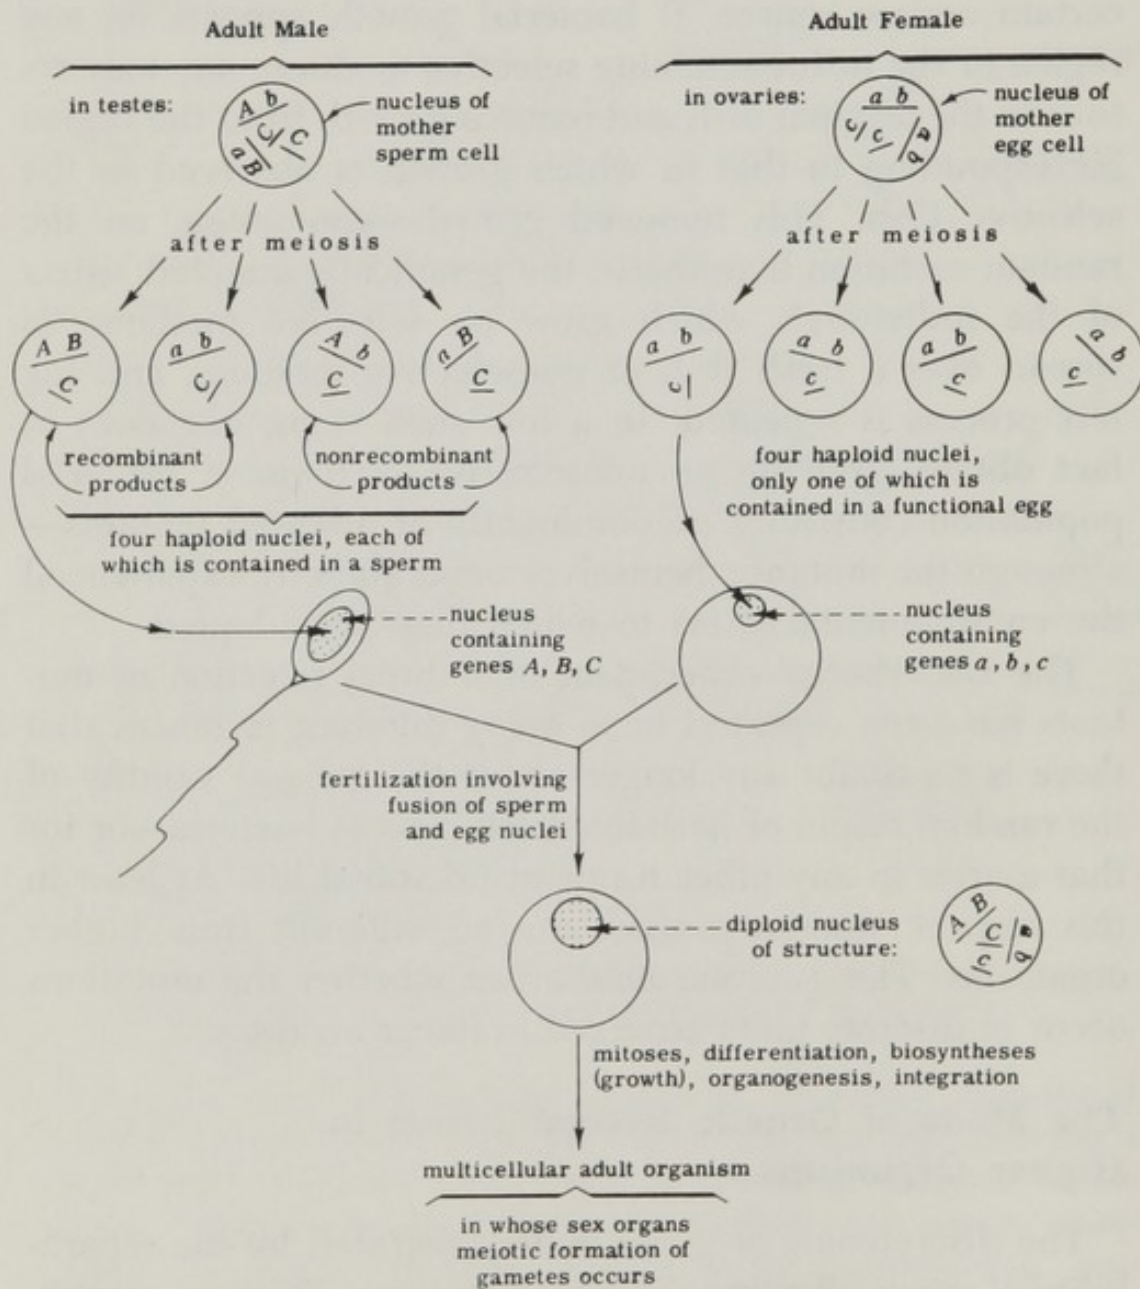 Adult Male
Adult Female
in testes:
A b
C C
a B
nucleus of
mother
sperm cell
in ovaries:
a b
c c
a b
nucleus of
mother
egg cell
after meiosis
after meiosis
A B
C
a b
C
A b
C
a B
C
a b
c
a b
c
a b
c
a b
c
recombinant
products
nonrecombinant
products
four haploid nuclei, each of
which is contained in a sperm
four haploid nuclei,
only one of which is
contained in a functional egg
nucleus
containing
genes A, B, C
nucleus
containing
genes a, b, c
fertilization involving
fusion of sperm
and egg nuclei
diploid nucleus
of structure:
A B
C
c
a b
mitoses, differentiation, biosyntheses
(growth), organogenesis, integration
multicellular adult organism
in whose sex organs
meiotic formation of
gametes occurs